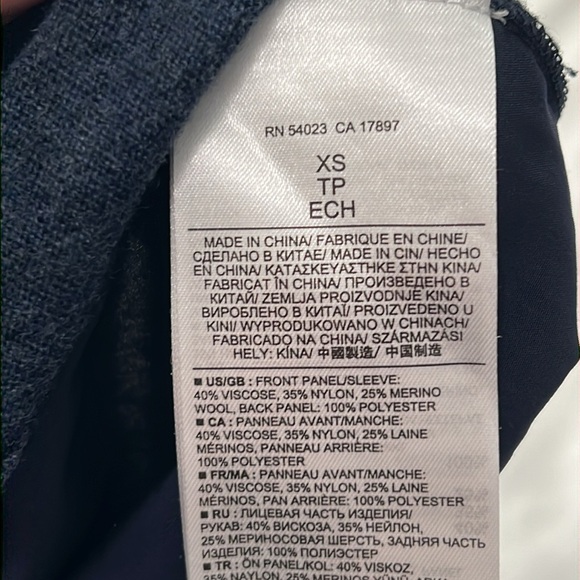 RN 54023 CA 17897
XS
TP
ECH
MADE IN CHINA/ FABRIQUE EN CHINE/
СДЕЛАНО В КИТАЕ/ MADE IN CIN/ HECHO
EN CHINA/ ΚΑΤΑΣΚΕΥΑΣΤΗΚΕ ΣΤΗΝ ΚΙΝΑ/
FABRICAT ÎN CHINA/ ПРОИЗВЕДЕНО В
КИТАЙ/ ZEMLJA PROIZVODNJE KINA/
ВИРОБЛЕНО В КИТАЇ/ PROIZVEDENO U
KINI/ WYPRODUKOWANO W CHINACH/
FABRICADO NA CHINA/ SZÁRMAZÁSI
HELY: KÍNA/ 中國製造/ 中国制造
■ US/GB : FRONT PANEL/SLEEVE:
40% VISCOSE, 35% NYLON, 25% MERINO
WOOL, BACK PANEL: 100% POLYESTER
■ CA : PANNEAU AVANT/MANCHE:
40% VISCOSE, 35% NYLON, 25% LAINE
MÉRINOS, PANNEAU ARRIÈRE:
100% POLYESTER
■ FR/MA : PANNEAU AVANT/MANCHE:
40% VISCOSE, 35% NYLON, 25% LAINE
MÉRINOS, PAN ARRIÈRE: 100% POLYESTER
■ RU : ЛИЦЕВАЯ ЧАСТЬ ИЗДЕЛИЯ/
РУКАВ: 40% ВИСКОЗА, 35% НЕЙЛОН,
25% МЕРИНОСОВАЯ ШЕРСТЬ, ЗАДНЯЯ ЧАСТЬ
ИЗДЕЛИЯ: 100% ПОЛИЭСТЕР
■ TR : ÖN PANEL/KOL: 40% VISKOZ,
35% NAYLON, 25% MERINOS YÜNÜ,